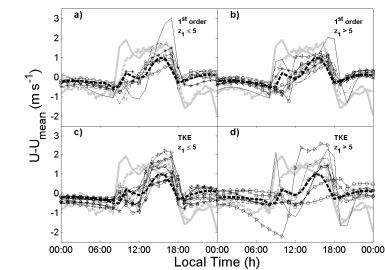 a)
1st order
z1 ≤ 5
b)
1st order
z1 > 5
3
2
1
0
-1
-2
U-Umean (m s-1)
c)
TKE
z1 ≤ 5
d)
TKE
z1 > 5
3
2
1
0
-1
-2
00:00 06:00 12:00 18:00 00:00 06:00 12:00 18:00 00:00
Local Time (h)